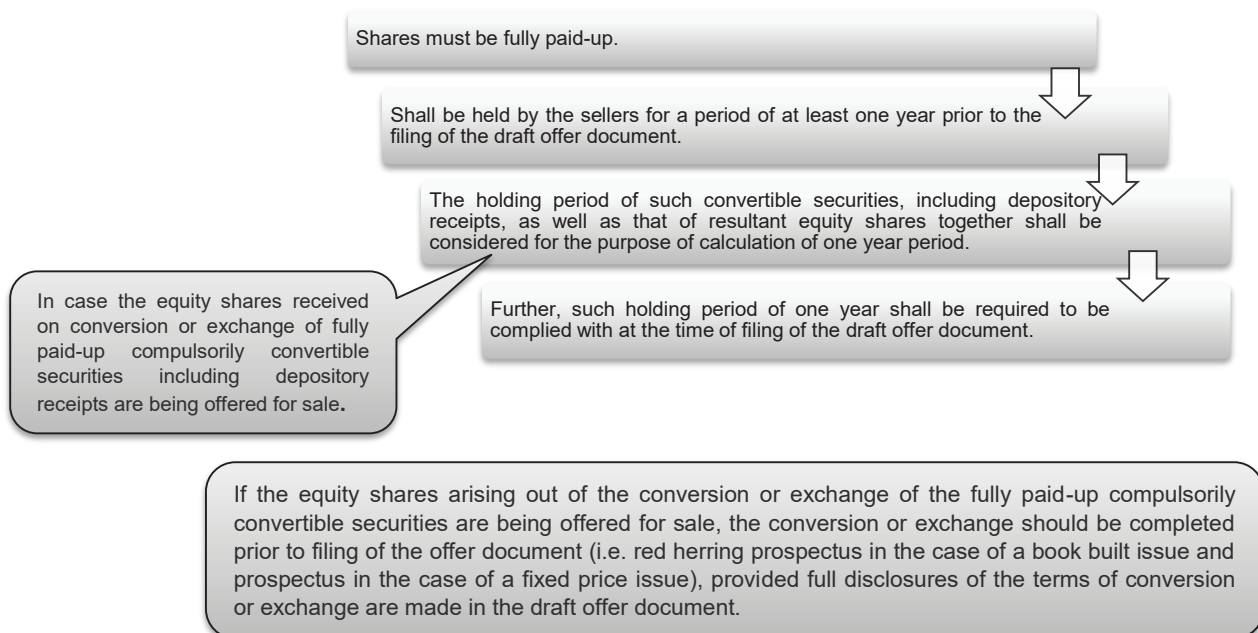 Shares must be fully paid-up.
Shall be held by the sellers for a period of at least one year prior to the
filing of the draft offer document.
The holding period of such convertible securities, including depository
receipts, as well as that of resultant equity shares together shall be
considered for the purpose of calculation of one year period.
In case the equity shares received
on conversion or exchange of fully
paid-up compulsorily convertible
securities including depository
receipts are being offered for sale.
Further, such holding period of one year shall be required to be
complied with at the time of filing of the draft offer document.
If the equity shares arising out of the conversion or exchange of the fully paid-up compulsorily
convertible securities are being offered for sale, the conversion or exchange should be completed
prior to filing of the offer document (i.e. red herring prospectus in the case of a book built issue and
prospectus in the case of a fixed price issue), provided full disclosures of the terms of conversion
or exchange are made in the draft offer document.